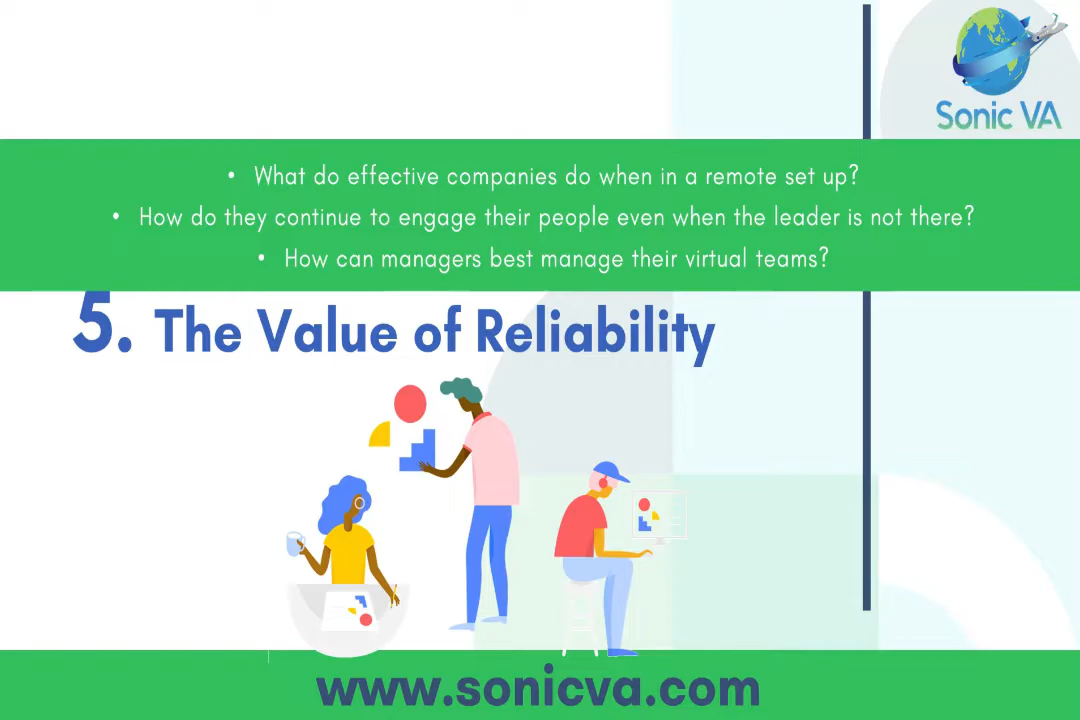 Sonic VA
• What do effective companies do when in a remote set up?
• How do they continue to engage their people even when the leader is not there?
• How can managers best manage their virtual teams?
5. The Value of Reliability
www.sonicva.com